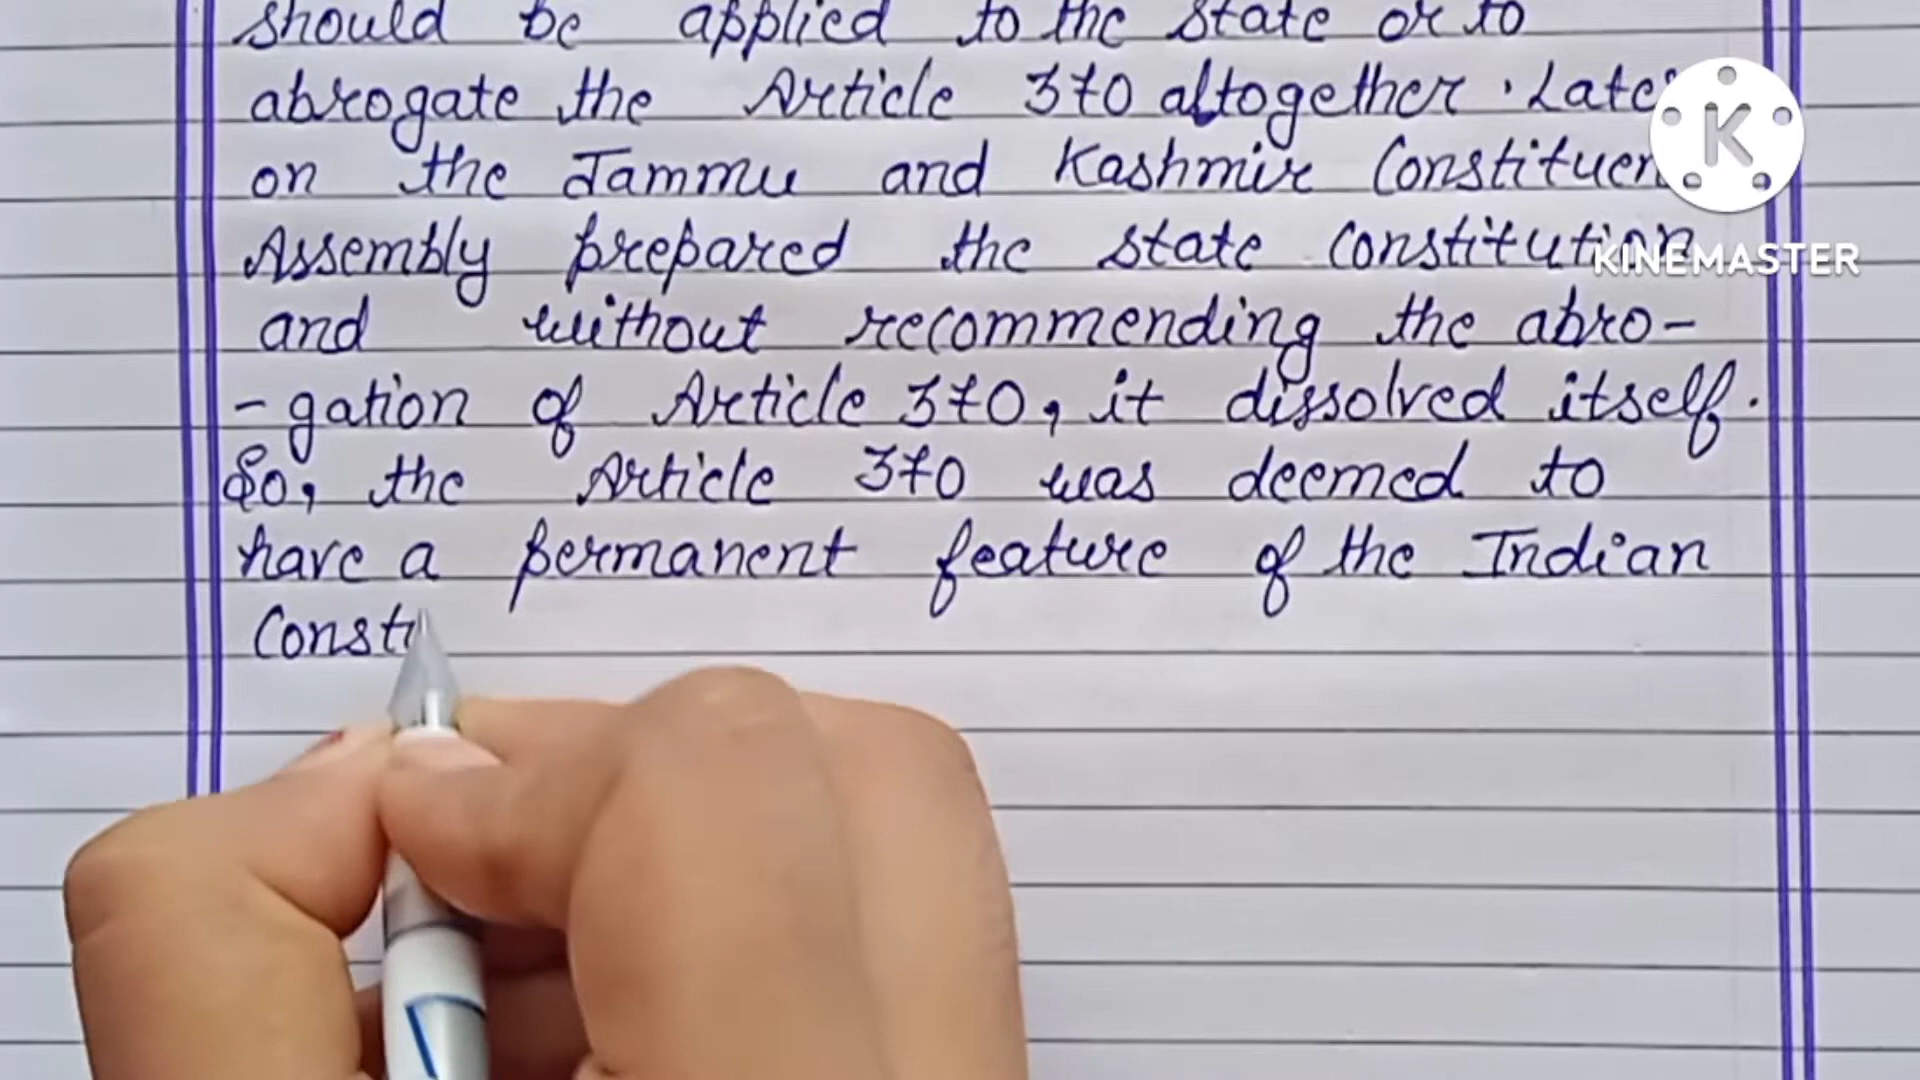 should be applied to the state or to
abrogate the Article 370 altogether. Later
on the Jammu and Kashmir Constituent
Assembly prepared the state constitution
and without recommending the abro-
-gation of Article 370, it dissolved itself.
So, the Article 370 was deemed to
have a permanent feature of the Indian
Consti
K
KINEMASTER